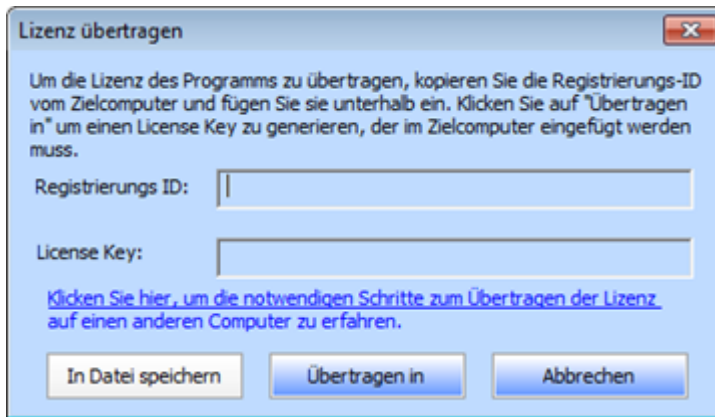 Lizenz übertragen
Um die Lizenz des Programms zu übertragen, kopieren Sie die Registrierungs-ID
vom Zielcomputer und fügen Sie sie unterhalb ein. Klicken Sie auf "Übertragen
in" um einen License Key zu generieren, der im Zielcomputer eingefügt werden
muss.
Registrierungs ID:
License Key:
Klicken Sie hier, um die notwendigen Schritte zum Übertragen der Lizenz
auf einen anderen Computer zu erfahren.
In Datei speichern
Übertragen in
Abbrechen